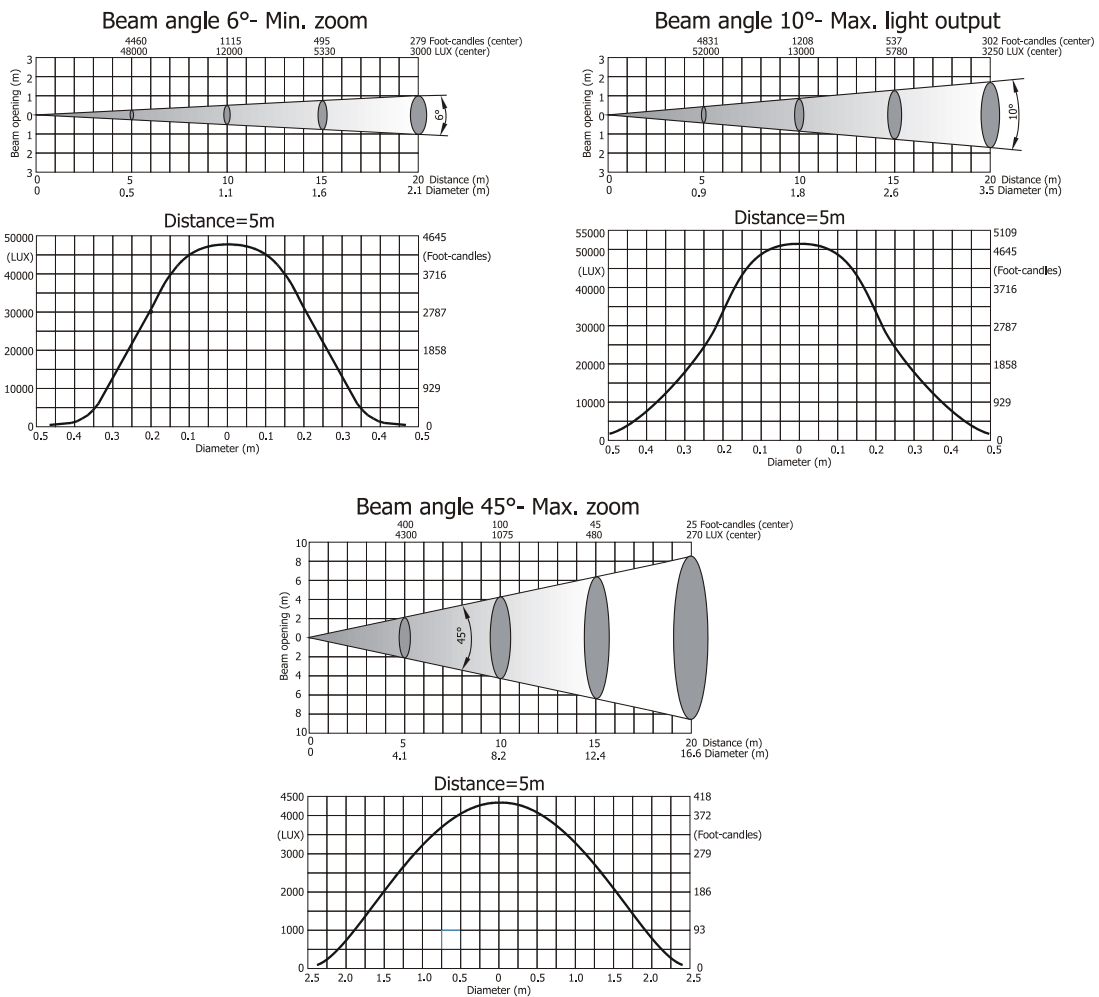 Beam angle 6°- Min. zoom
4460 1115 495 279 Foot-candles (center)
48000 12000 5330 3000 LUX (center)
3
2
1
0
1
2
3
Beam opening (m)
6°
0 5 10 15 20 Distance (m)
0 0.5 1.1 1.6 2.1 Diameter (m)
Distance=5m
50000 4645
(LUX) (Foot-candles)
40000 3716
30000 2787
20000 1858
10000 929
0 0
0.5 0.4 0.3 0.2 0.1 0 0.1 0.2 0.3 0.4 0.5
Diameter (m)
Beam angle 10°- Max. light output
4831 1208 537 302 Foot-candles (center)
52000 13000 5780 3250 LUX (center)
3
2
1
0
1
2
3
Beam opening (m)
10°
0 5 10 15 20 Distance (m)
0 0.9 1.8 2.6 3.5 Diameter (m)
Distance=5m
55000 5109
50000 4645
(LUX) (Foot-candles)
40000 3716
30000 2787
20000 1858
10000 929
0 0
0.5 0.4 0.3 0.2 0.1 0 0.1 0.2 0.3 0.4 0.5
Diameter (m)
Beam angle 45°- Max. zoom
400 100 45 25 Foot-candles (center)
4300 1075 480 270 LUX (center)
10
8
6
4
2
0
2
4
6
8
10
Beam opening (m)
45°
0 5 10 15 20 Distance (m)
0 4.1 8.2 12.4 16.6 Diameter (m)
Distance=5m
4500 418
4000 372
(LUX) (Foot-candles)
3000 279
2000 186
1000 93
0 0
2.5 2.0 1.5 1.0 0.5 0 0.5 1.0 1.5 2.0 2.5
Diameter (m)